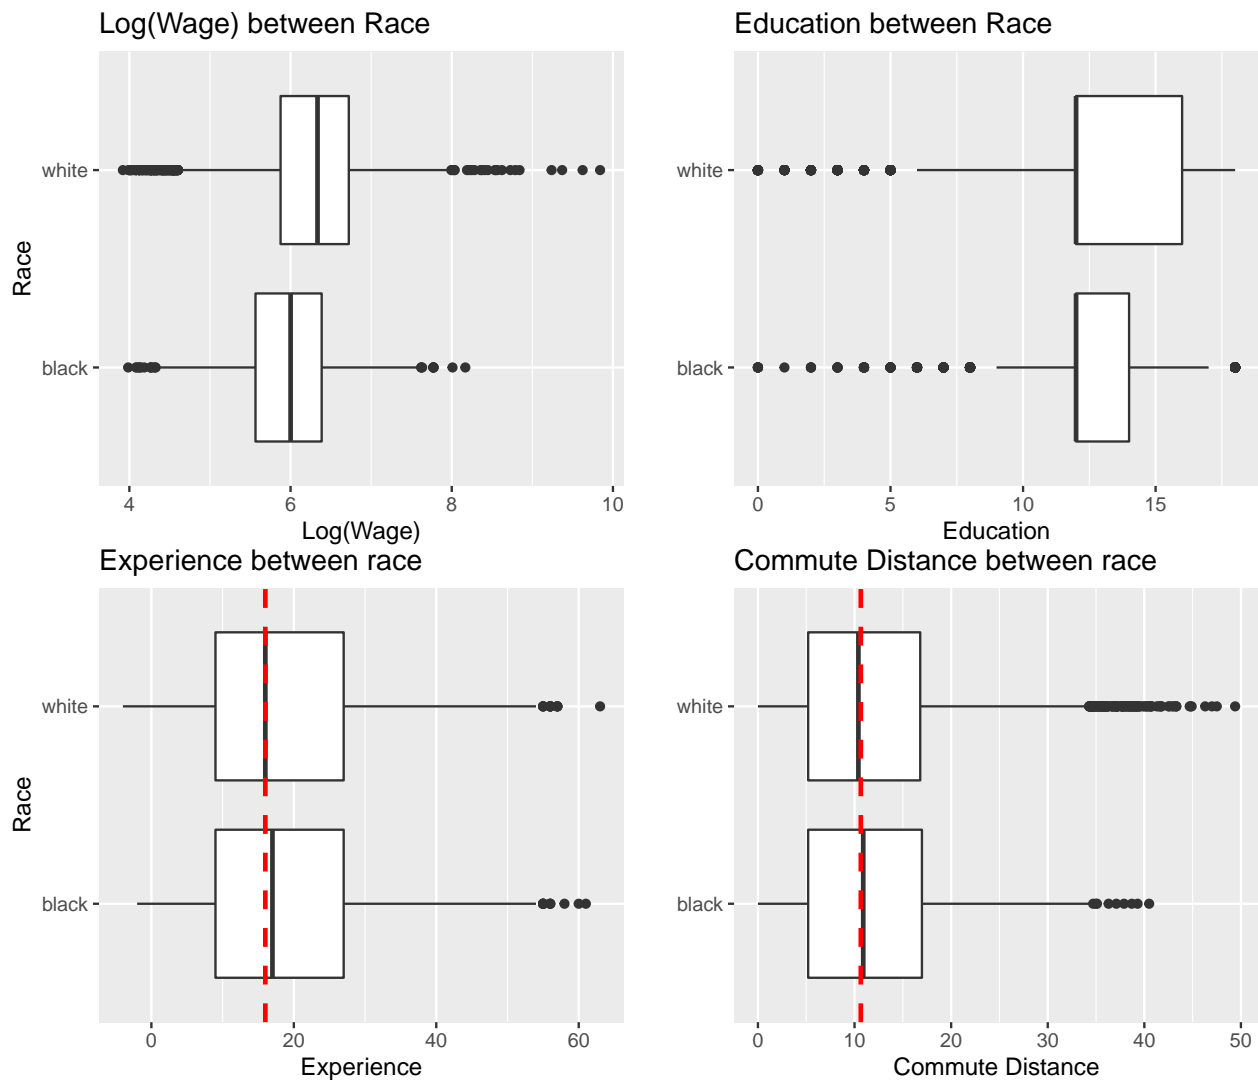 Log(Wage) between Race
white
black
Race
4 6 8 10
Log(Wage)
Education between Race
white
black
0 5 10 15
Education
Experience between race
white
black
Race
0 20 40 60
Experience
Commute Distance between race
white
black
0 10 20 30 40 50
Commute Distance